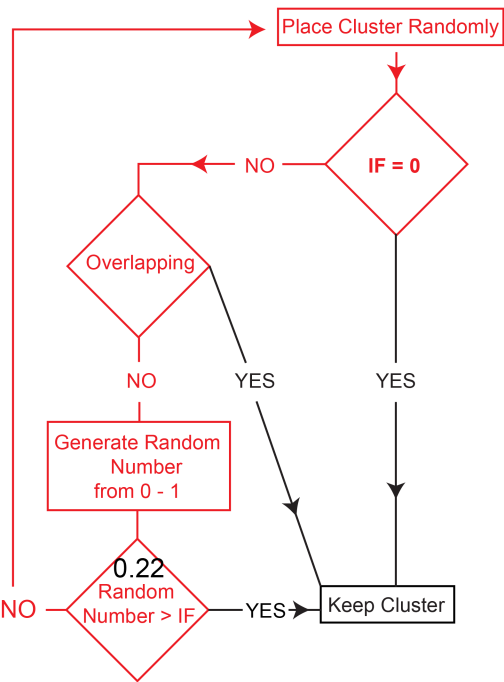 Place Cluster Randomly
IF = 0
NO
Overlapping
NO
YES
YES
Generate Random
Number
from 0 - 1
0.22
Random
Number > IF
NO
YES
Keep Cluster